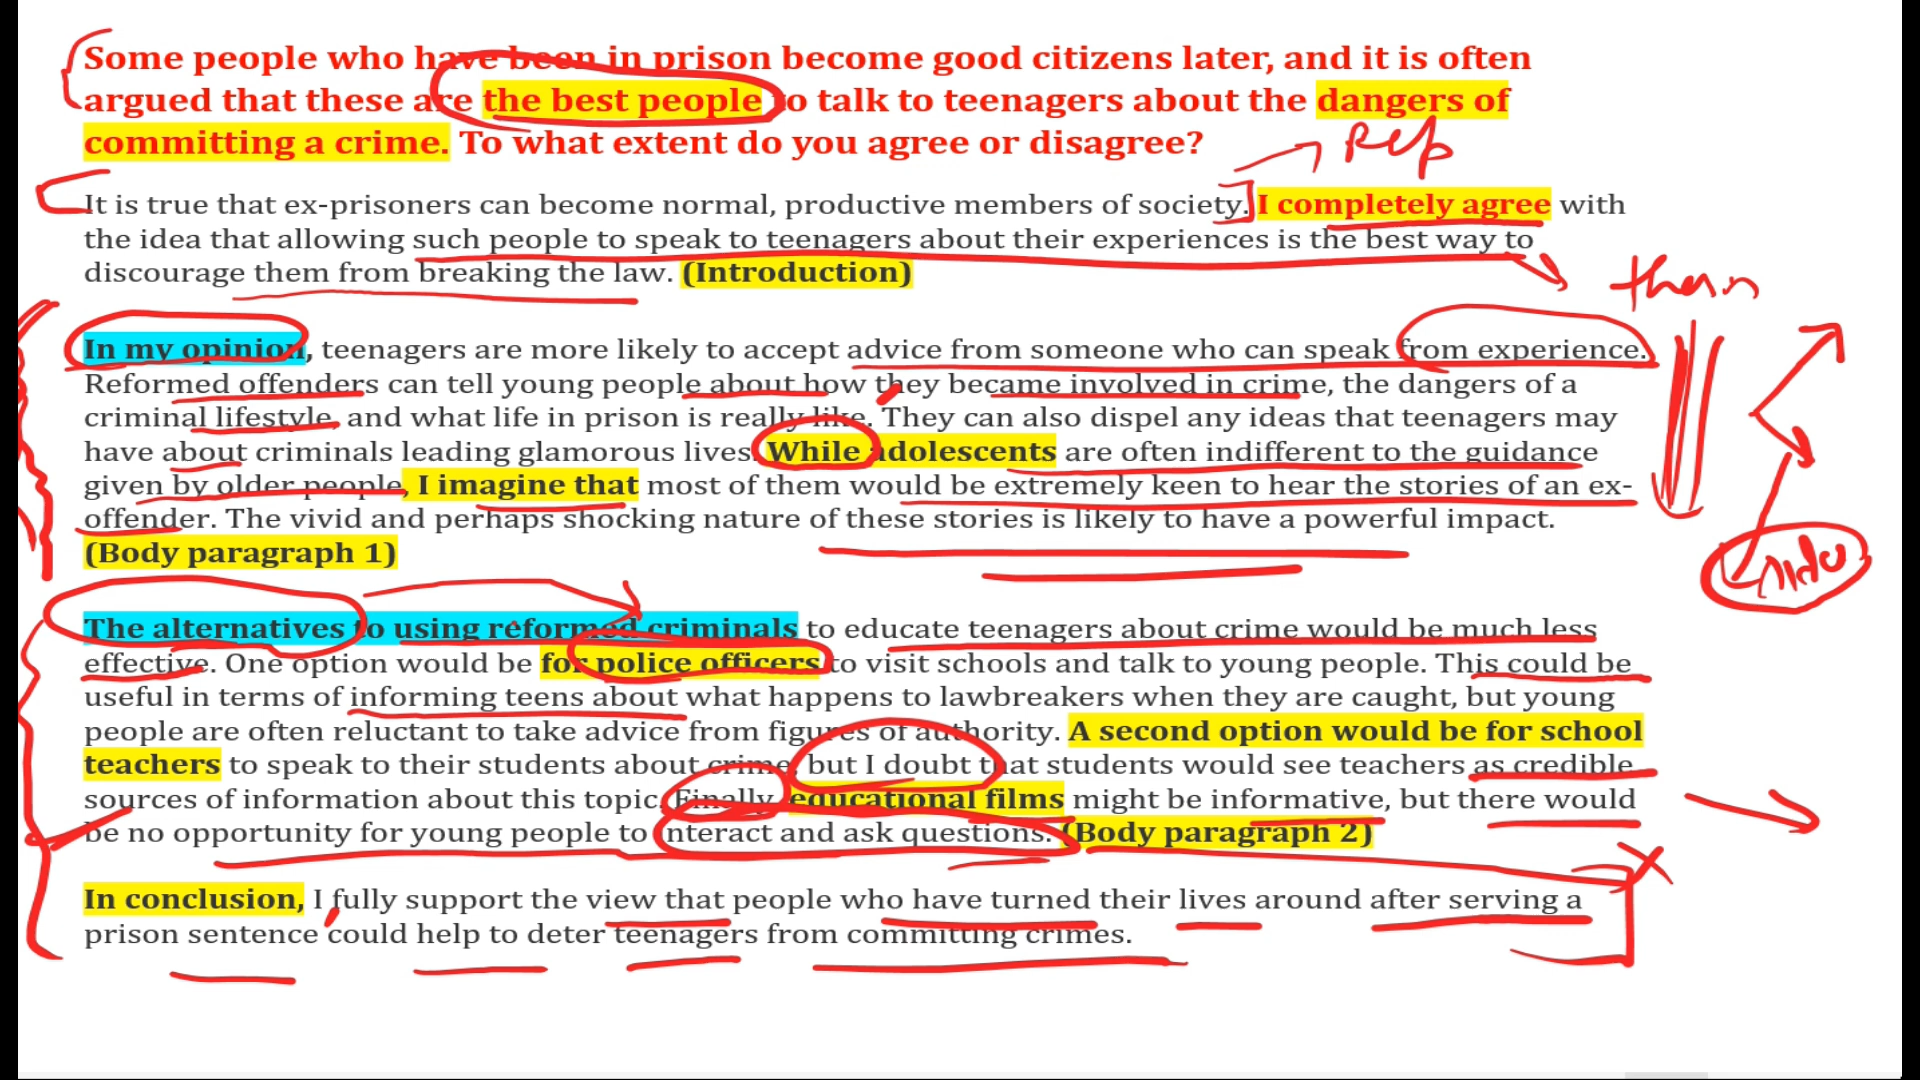 Some people who have been in prison become good citizens later, and it is often
argued that these are the best people to talk to teenagers about the dangers of
committing a crime. To what extent do you agree or disagree?
It is true that ex-prisoners can become normal, productive members of society. I completely agree with
the idea that allowing such people to speak to teenagers about their experiences is the best way to
discourage them from breaking the law. (Introduction)
In my opinion, teenagers are more likely to accept advice from someone who can speak from experience.
Reformed offenders can tell young people about how they became involved in crime, the dangers of a
criminal lifestyle, and what life in prison is really like. They can also dispel any ideas that teenagers may
have about criminals leading glamorous lives. While adolescents are often indifferent to the guidance
given by older people, I imagine that most of them would be extremely keen to hear the stories of an ex-
offender. The vivid and perhaps shocking nature of these stories is likely to have a powerful impact.
(Body paragraph 1)
The alternatives to using reformed criminals to educate teenagers about crime would be much less
effective. One option would be for police officers to visit schools and talk to young people. This could be
useful in terms of informing teens about what happens to lawbreakers when they are caught, but young
people are often reluctant to take advice from figures of authority. A second option would be for school
teachers to speak to their students about crime, but I doubt that students would see teachers as credible
sources of information about this topic. Finally, educational films might be informative, but there would
be no opportunity for young people to interact and ask questions. (Body paragraph 2)
In conclusion, I fully support the view that people who have turned their lives around after serving a
prison sentence could help to deter teenagers from committing crimes.